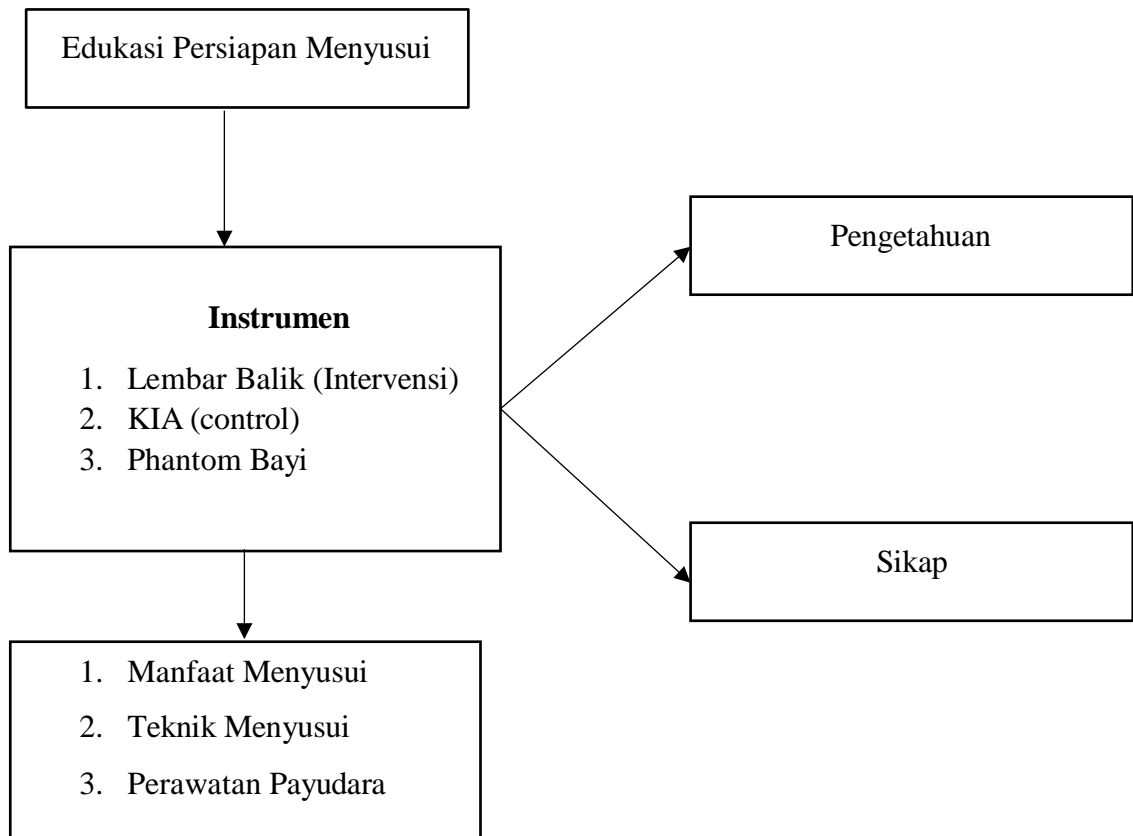 Edukasi Persiapan Menyusui
Pengetahuan
Instrumen
1. Lembar Balik (Intervensi)
2. KIA (control)
3. Phantom Bayi
Sikap
1. Manfaat Menyusui
2. Teknik Menyusui
3. Perawatan Payudara